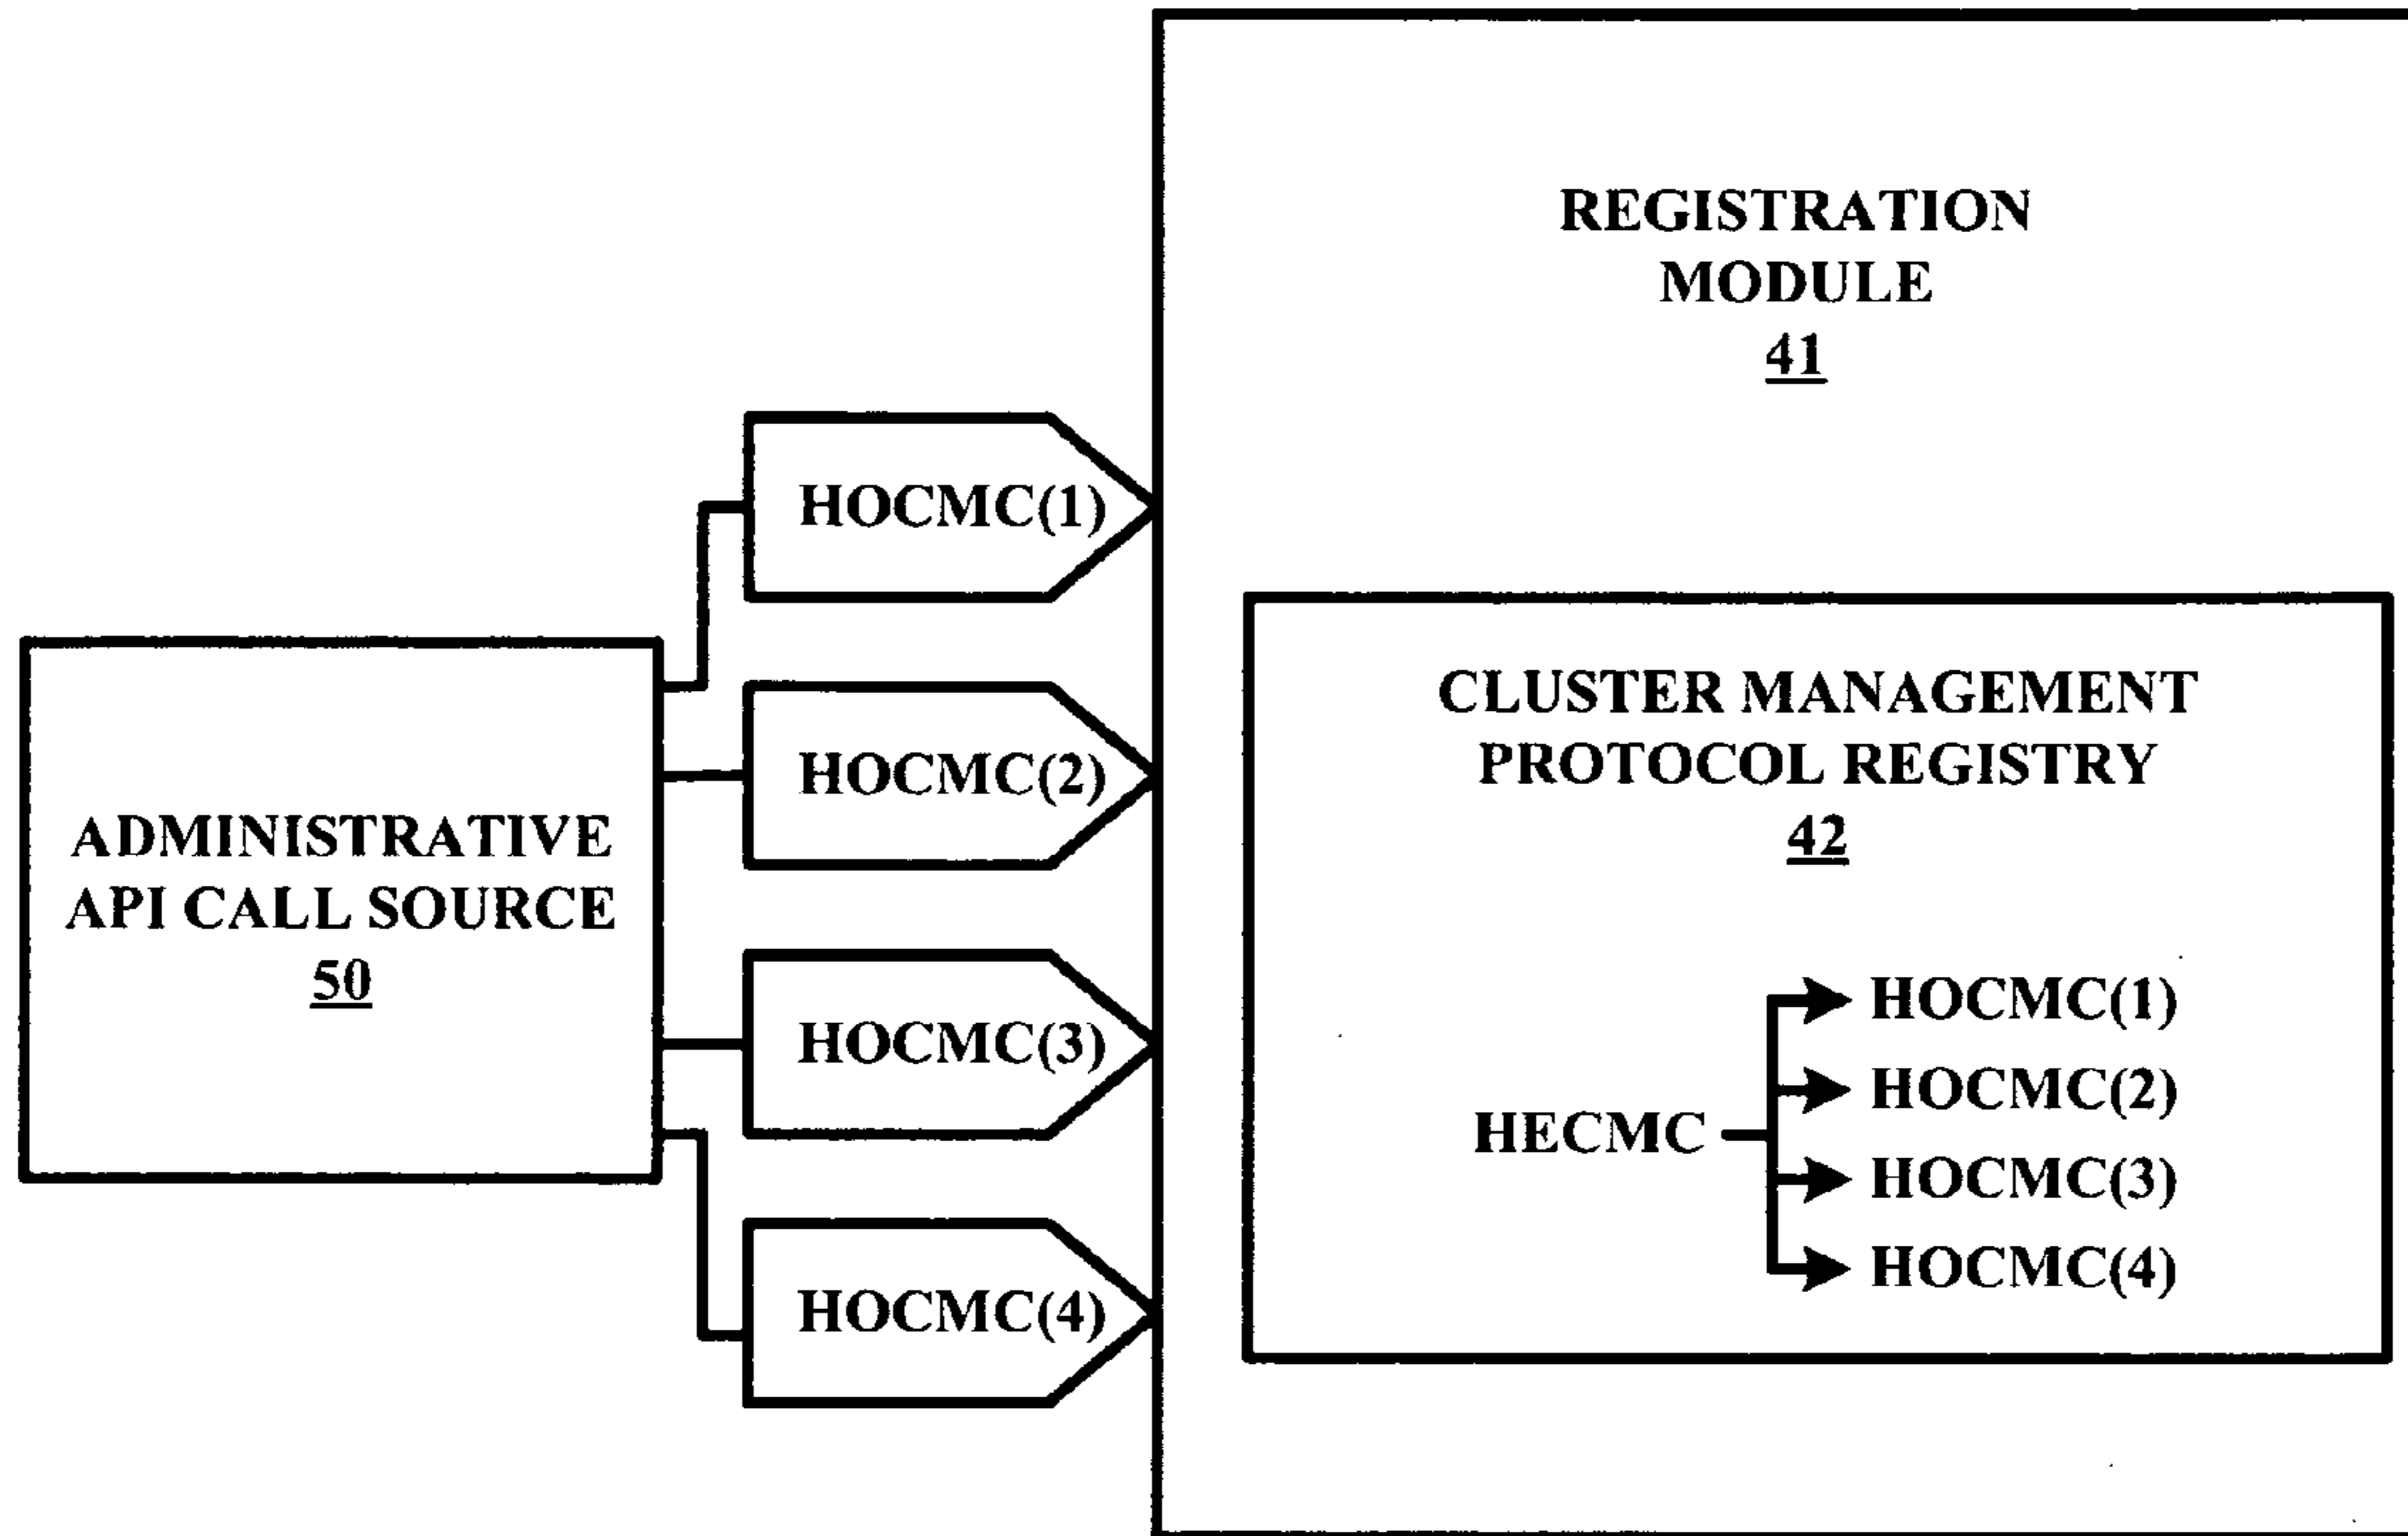 REGISTRATION
MODULE
41
HOCMC(1)
HOCMC(2)
HOCMC(3)
HOCMC(4)
ADMINISTRATIVE
API CALL SOURCE
50
CLUSTER MANAGEMENT
PROTOCOL REGISTRY
42
HECMC
HOCMC(1)
HOCMC(2)
HOCMC(3)
HOCMC(4)